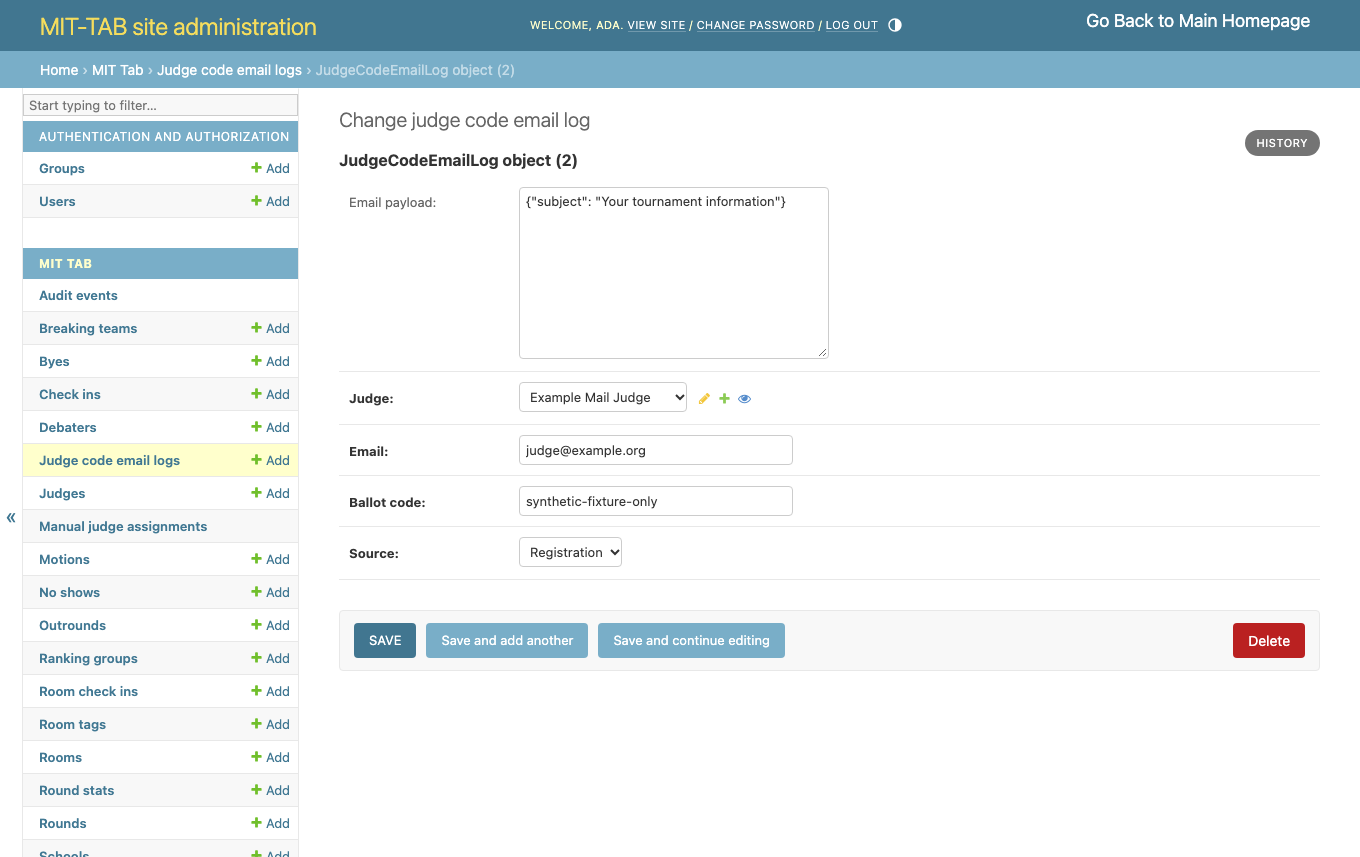 MIT-TAB site administration
WELCOME, ADA. VIEW SITE / CHANGE PASSWORD / LOG OUT
Go Back to Main Homepage
Home › MIT Tab › Judge code email logs › JudgeCodeEmailLog object (2)
Start typing to filter...
AUTHENTICATION AND AUTHORIZATION
Groups Add
Users Add
MIT TAB
Audit events
Breaking teams Add
Byes Add
Check ins Add
Debaters Add
Judge code email logs Add
Judges Add
Manual judge assignments
Motions Add
No shows Add
Outrounds Add
Ranking groups Add
Room check ins Add
Room tags Add
Rooms Add
Round stats Add
Rounds Add
Schools Add
«
Change judge code email log
HISTORY
JudgeCodeEmailLog object (2)
Email payload: {"subject": "Your tournament information"}
Judge: Example Mail Judge
Email: judge@example.org
Ballot code: synthetic-fixture-only
Source: Registration
SAVE Save and add another Save and continue editing Delete